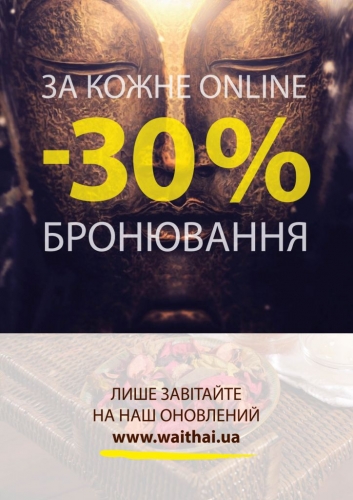 ЗА КОЖНЕ ONLINE
-30%
БРОНЮВАННЯ
ЛИШЕ ЗАВІТАЙТЕ
НА НАШ ОНОВЛЕНИЙ
www.waithai.ua